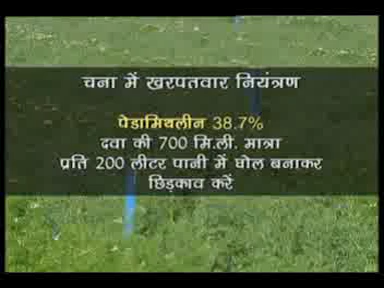 चना में खरपतवार नियंत्रण
पेडामिथलीन 38.7%
दवा की 700 मि.ली. मात्रा
प्रति 200 लीटर पानी में घोल बनाकर
छिड़काव करें